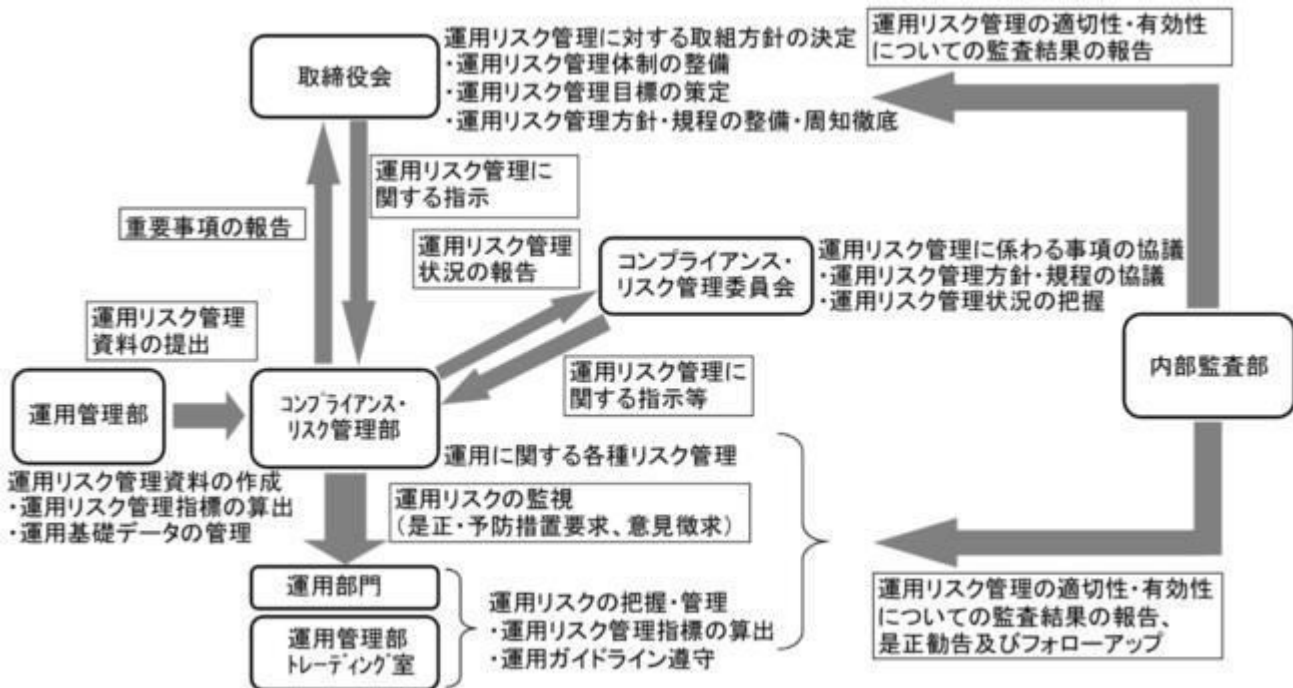 取締役会
運用リスク管理に対する取組方針の決定
・運用リスク管理体制の整備
・運用リスク管理目標の策定
・運用リスク管理方針・規程の整備・周知徹底
運用リスク管理の適切性・有効性
についての監査結果の報告
運用リスク管理に
関する指示
重要事項の報告
運用リスク管理
状況の報告
コンプライアンス・
リスク管理委員会
運用リスク管理に係わる事項の協議
・運用リスク管理方針・規程の協議
・運用リスク管理状況の把握
運用リスク管理
資料の提出
運用リスク管理に
関する指示等
内部監査部
運用管理部
コンプライアンス・
リスク管理部
運用リスク管理資料の作成
・運用リスク管理指標の算出
・運用基礎データの管理
運用に関する各種リスク管理
運用リスクの監視
(是正・予防措置要求、意見徴求)
運用部門
運用管理部
トレーディング室
運用リスクの把握・管理
・運用リスク管理指標の算出
・運用ガイドライン遵守
運用リスク管理の適切性・有効性
についての監査結果の報告、
是正勧告及びフォローアップ